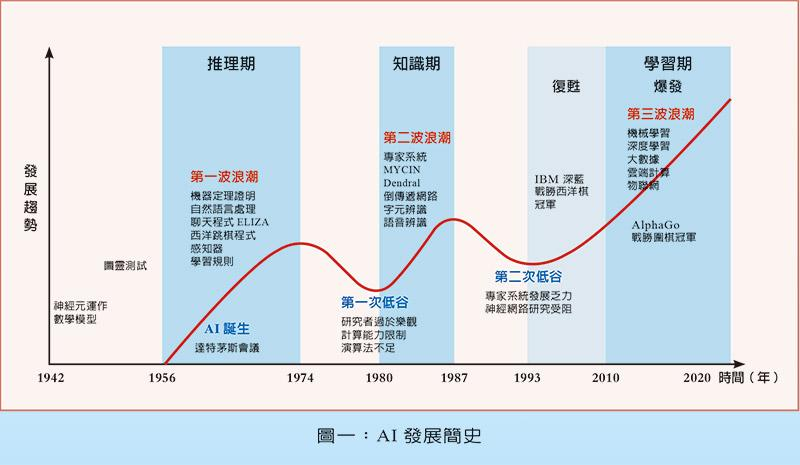 推理期
知識期
復甦
學習期
爆發
發展趨勢
第一波浪潮
機器定理證明
自然語言處理
聊天程式 ELIZA
西洋跳棋程式
感知器
學習規則
第二波浪潮
專家系統
MYCIN
Dendral
倒傳遞網路
字元辨識
語音辨識
第三波浪潮
機械學習
深度學習
大數據
雲端計算
物聯網
IBM 深藍
戰勝西洋棋
冠軍
AlphaGo
戰勝圍棋冠軍
圖靈測試
神經元運作
數學模型
AI 誕生
達特茅斯會議
第一次低谷
研究者過於樂觀
計算能力限制
演算法不足
第二次低谷
專家系統發展乏力
神經網路研究受阻
1942 1956 1974 1980 1987 1993 2010 2020 時間（年）
圖一：AI 發展簡史